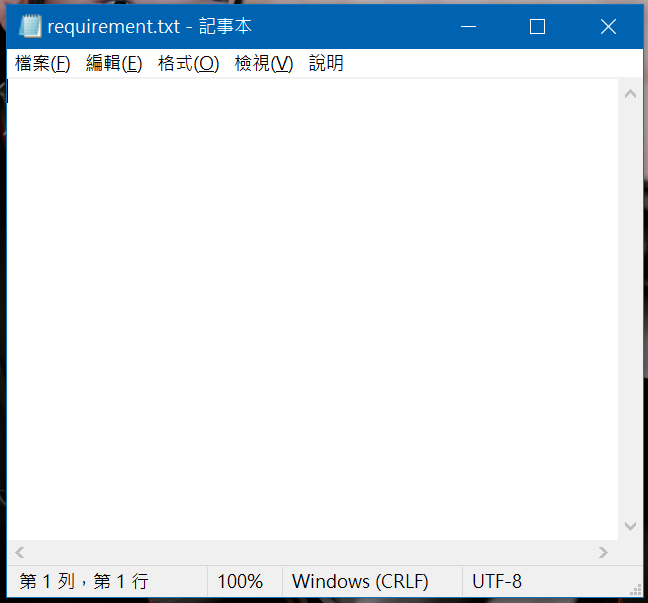 requirement.txt - 記事本
檔案(F) 編輯(E) 格式(O) 檢視(V) 說明
第 1 列，第 1 行 100% Windows (CRLF) UTF-8